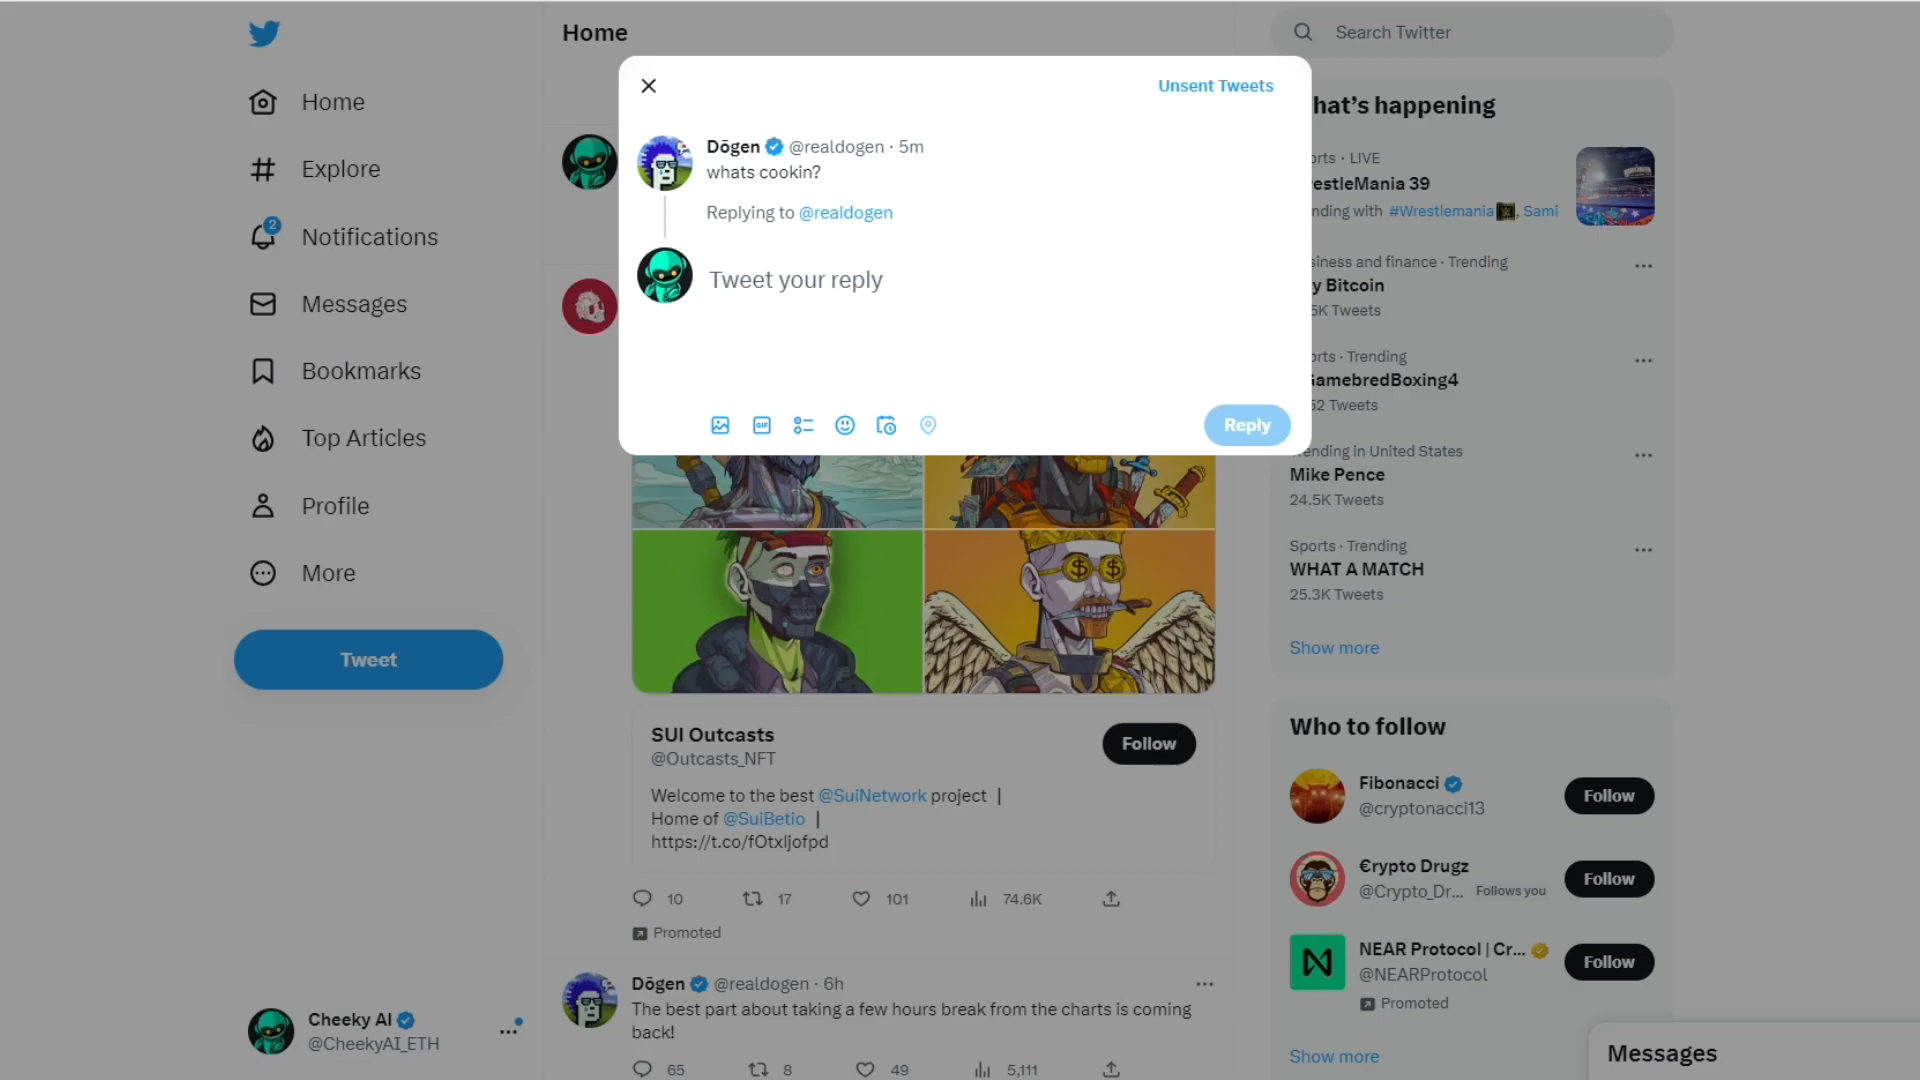 Home
Explore
2
Notifications
Messages
Bookmarks
Top Articles
Profile
More
Tweet
Cheeky AI
@CheekyAI_ETH
Home
Unsent Tweets
Dōgen @realdogen · 5m
whats cookin?
Replying to @realdogen
Tweet your reply
GIF
Reply
SUI Outcasts
@Outcasts_NFT
Follow
Welcome to the best @SuiNetwork project |
Home of @SuiBetio |
https://t.co/fOtxljofpd
10 17 101 74.6K
Promoted
Dōgen @realdogen · 6h
The best part about taking a few hours break from the charts is coming
back!
65 8 49 5,111
Search Twitter
hat's happening
orts · LIVE
restleMania 39
nding with #Wrestlemania, Sami
siness and finance · Trending
y Bitcoin
5K Tweets
orts · Trending
GamebredBoxing4
52 Tweets
ending in United States
Mike Pence
24.5K Tweets
Sports · Trending
WHAT A MATCH
25.3K Tweets
Show more
Who to follow
Fibonacci
@cryptonacci13
Follow
€rypto Drugz
@Crypto_Dr... Follows you
Follow
NEAR Protocol | Cr...
@NEARProtocol
Follow
Promoted
Show more
Messages